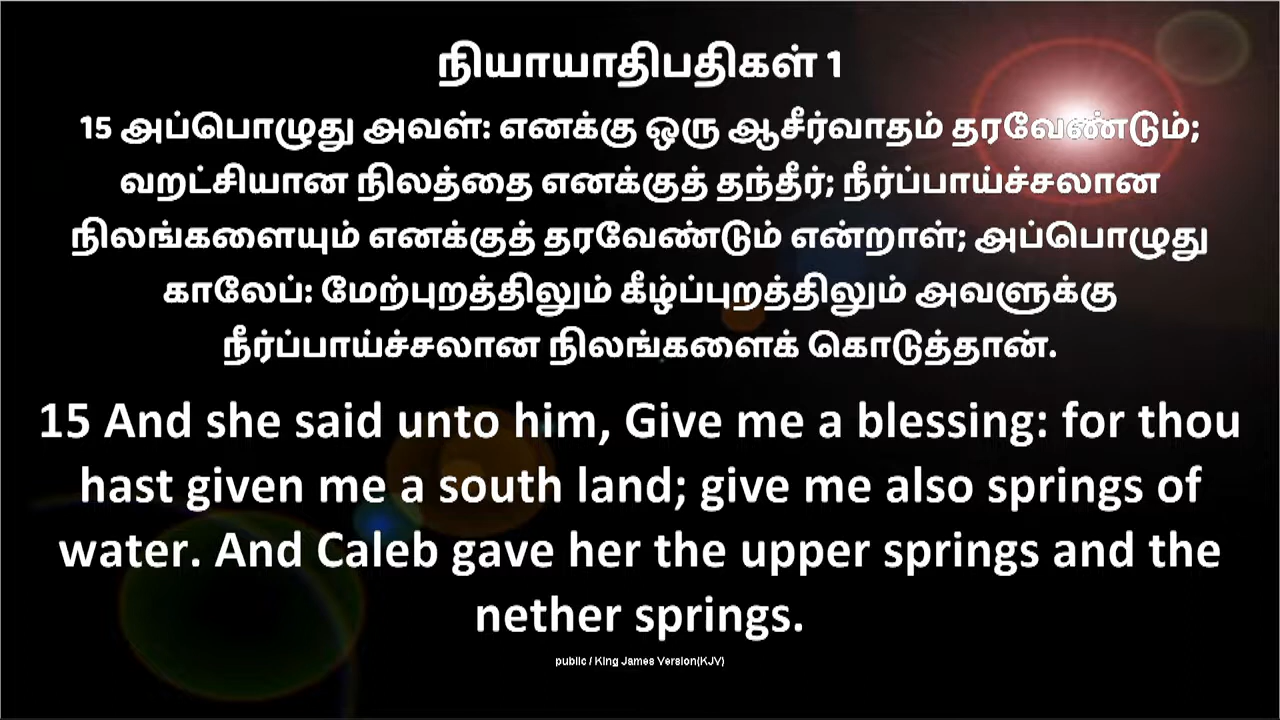 நியாயாதிபதிகள் 1
15 அப்பொழுது அவள்: எனக்கு ஒரு ஆசீர்வாதம் தரவேண்டும்;
வறட்சியான நிலத்தை எனக்குத் தந்தீர்; நீர்ப்பாய்ச்சலான
நிலங்களையும் எனக்குத் தரவேண்டும் என்றாள்; அப்பொழுது
காலேப்: மேற்புறத்திலும் கீழ்ப்புறத்திலும் அவளுக்கு
நீர்ப்பாய்ச்சலான நிலங்களைக் கொடுத்தான்.
15 And she said unto him, Give me a blessing: for thou
hast given me a south land; give me also springs of
water. And Caleb gave her the upper springs and the
nether springs.
public / King James Version(KJV)